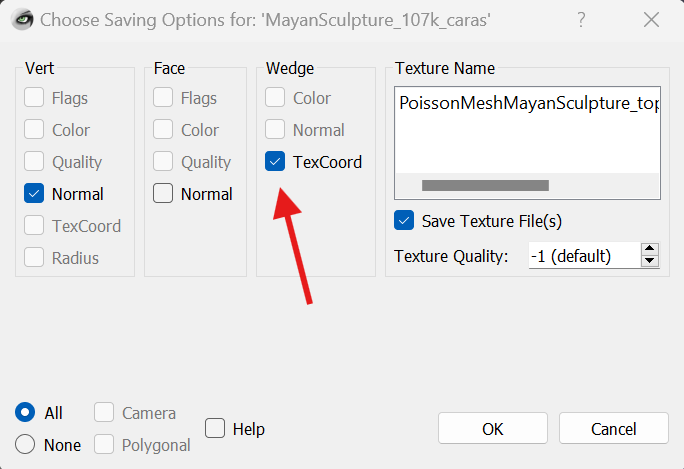 Choose Saving Options for: 'MayanSculpture_107k_caras'
?
Vert
Flags
Color
Quality
Normal
TexCoord
Radius
Face
Flags
Color
Quality
Normal
Wedge
Color
Normal
TexCoord
Texture Name
PoissonMeshMayanSculpture_top
Save Texture File(s)
Texture Quality: -1 (default)
All
None
Camera
Polygonal
Help
OK
Cancel